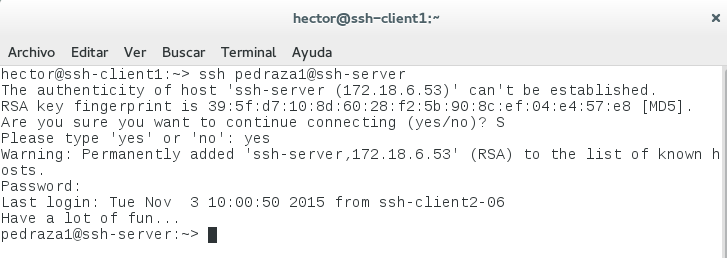 hector@ssh-client1:~
Archivo Editar Ver Buscar Terminal Ayuda
hector@ssh-client1:~> ssh pedraza1@ssh-server
The authenticity of host 'ssh-server (172.18.6.53)' can't be established.
RSA key fingerprint is 39:5f:d7:10:8d:60:28:f2:5b:90:8c:ef:04:e4:57:e8 [MD5].
Are you sure you want to continue connecting (yes/no)? S
Please type 'yes' or 'no': yes
Warning: Permanently added 'ssh-server,172.18.6.53' (RSA) to the list of known h
osts.
Password:
Last login: Tue Nov  3 10:00:50 2015 from ssh-client2-06
Have a lot of fun...
pedraza1@ssh-server:~>